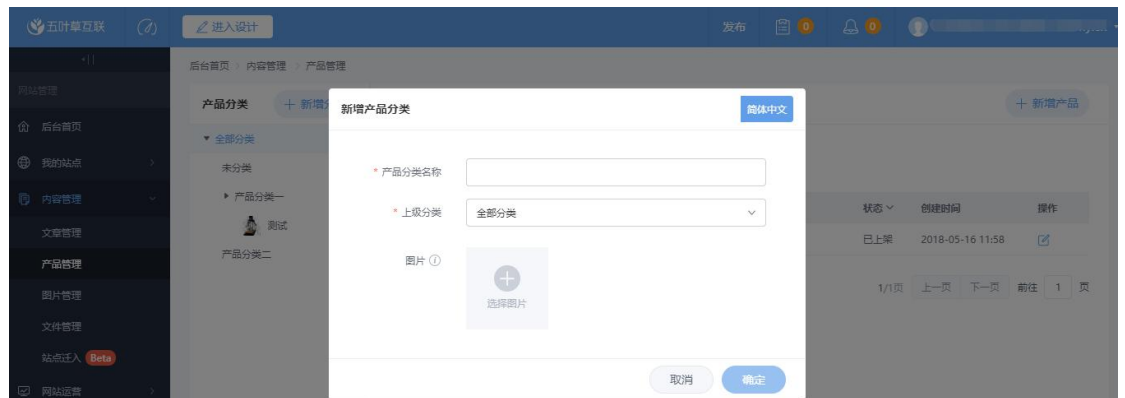 五叶草互联
进入设计
发布
0
0
后台首页 > 内容管理 > 产品管理
网站管理
后台首页
我的站点
内容管理
文章管理
产品管理
图片管理
文件管理
站点迁入 Beta
网站运营
产品分类
+ 新增
+ 新增产品
全部分类
未分类
产品分类一
测试
产品分类二
新增产品分类
简体中文
* 产品分类名称
* 上级分类
全部分类
图片
选择图片
取消
确定
状态
创建时间
操作
已上架
2018-05-16 11:58
1/1页
上一页
下一页
前往 1 页